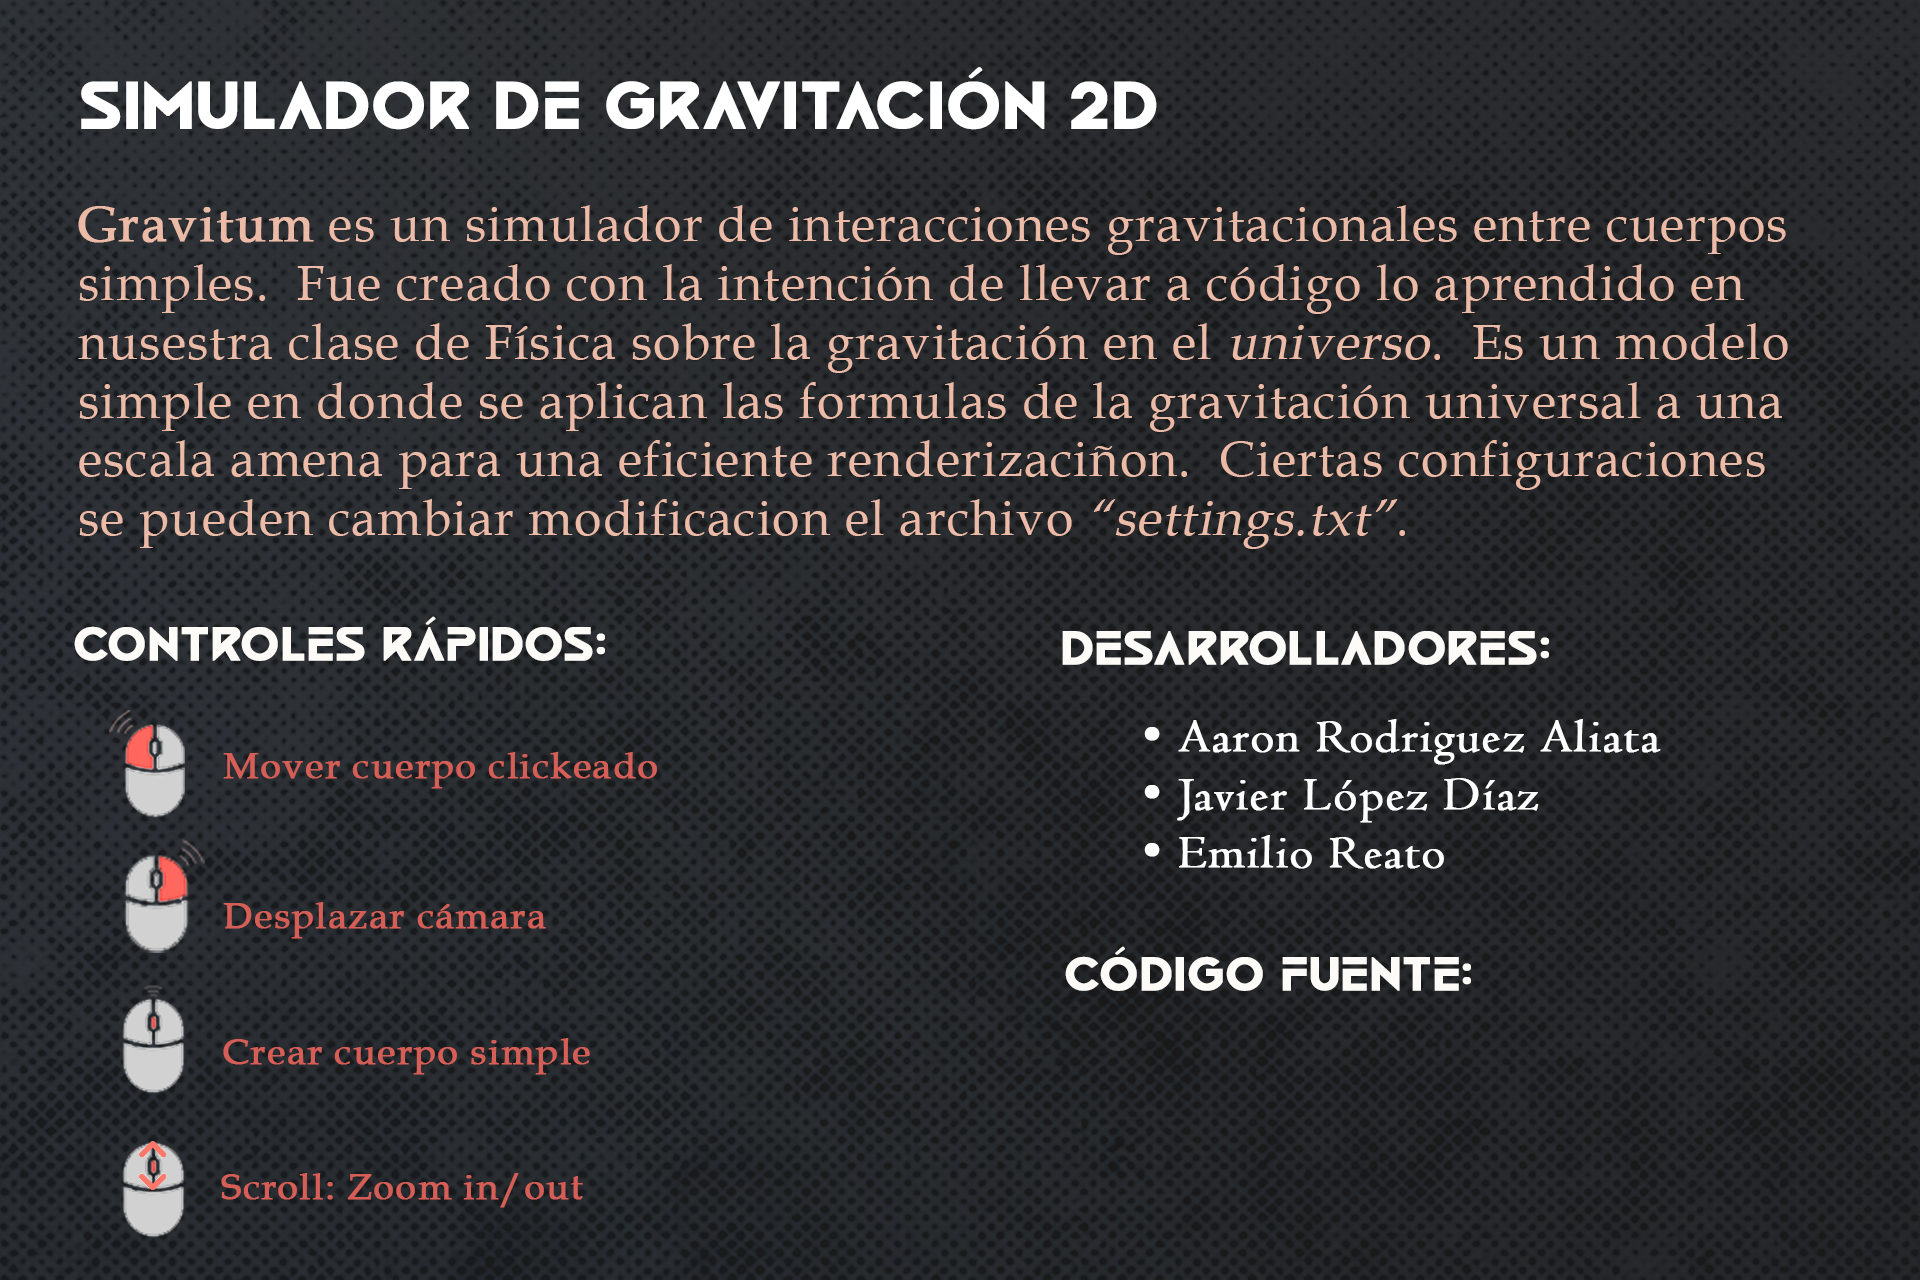 SIMULADOR DE GRAVITACIÓN 2D
Gravitum es un simulador de interacciones gravitacionales entre cuerpos
simples. Fue creado con la intención de llevar a código lo aprendido en
nusestra clase de Física sobre la gravitación en el universo. Es un modelo
simple en donde se aplican las formulas de la gravitación universal a una
escala amena para una eficiente renderizaciñon. Ciertas configuraciones
se pueden cambiar modificacion el archivo “settings.txt”.
CONTROLES RÁPIDOS:
Mover cuerpo clickeado
Desplazar cámara
Crear cuerpo simple
Scroll: Zoom in/out
DESARROLLADORES:
• Aaron Rodriguez Aliata
• Javier López Díaz
• Emilio Reato
CÓDIGO FUENTE: